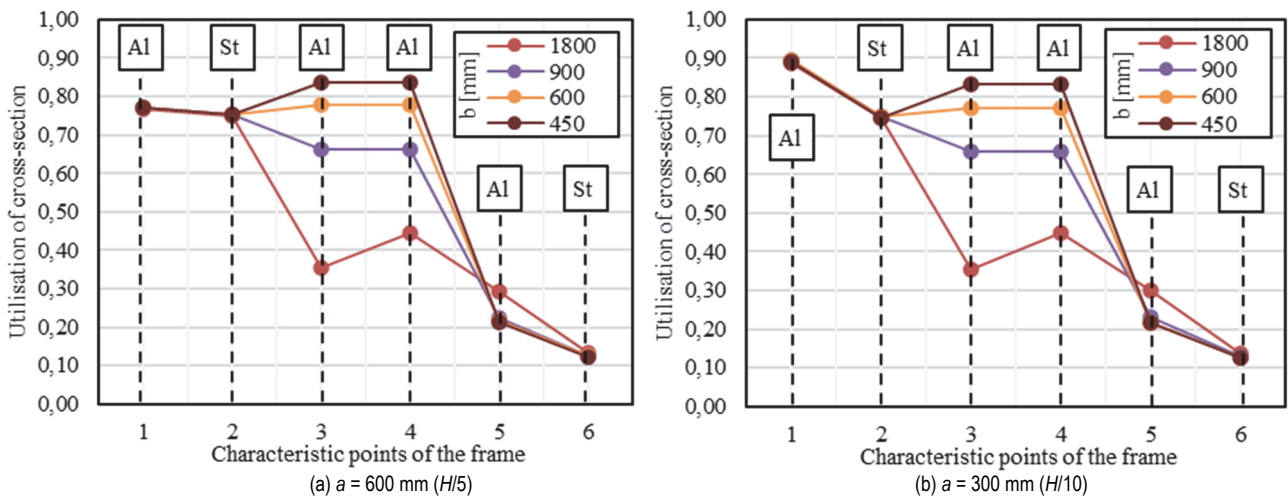 1,00
0,90
0,80
0,70
0,60
0,50
0,40
0,30
0,20
0,10
0,00
Utilisation of cross-section
Al
St
Al
Al
Al
St
b [mm]
1800
900
600
450
1 2 3 4 5 6
Characteristic points of the frame
(a) a = 600 mm (H/5)
1,00
0,90
0,80
0,70
0,60
0,50
0,40
0,30
0,20
0,10
0,00
Utilisation of cross-section
Al
St
Al
Al
Al
St
b [mm]
1800
900
600
450
1 2 3 4 5 6
Characteristic points of the frame
(b) a = 300 mm (H/10)